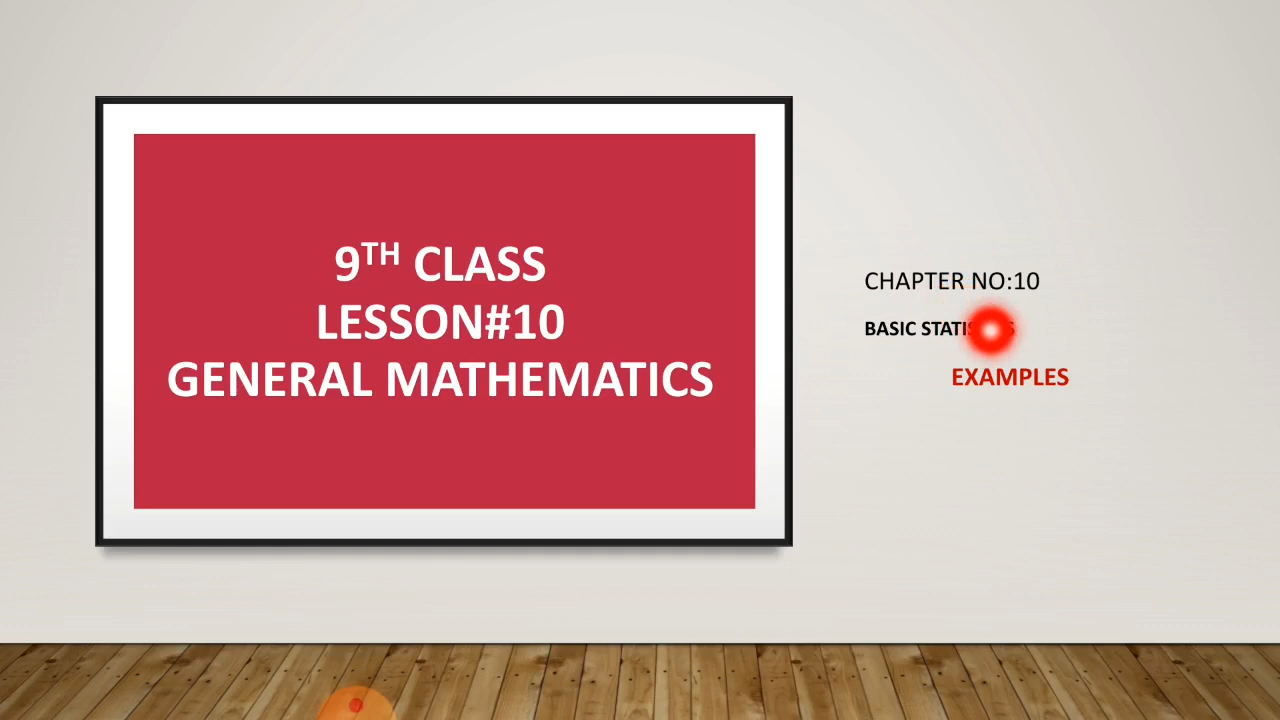 9TH CLASS
LESSON#10
GENERAL MATHEMATICS
CHAPTER NO:10
BASIC
EXAMPLES